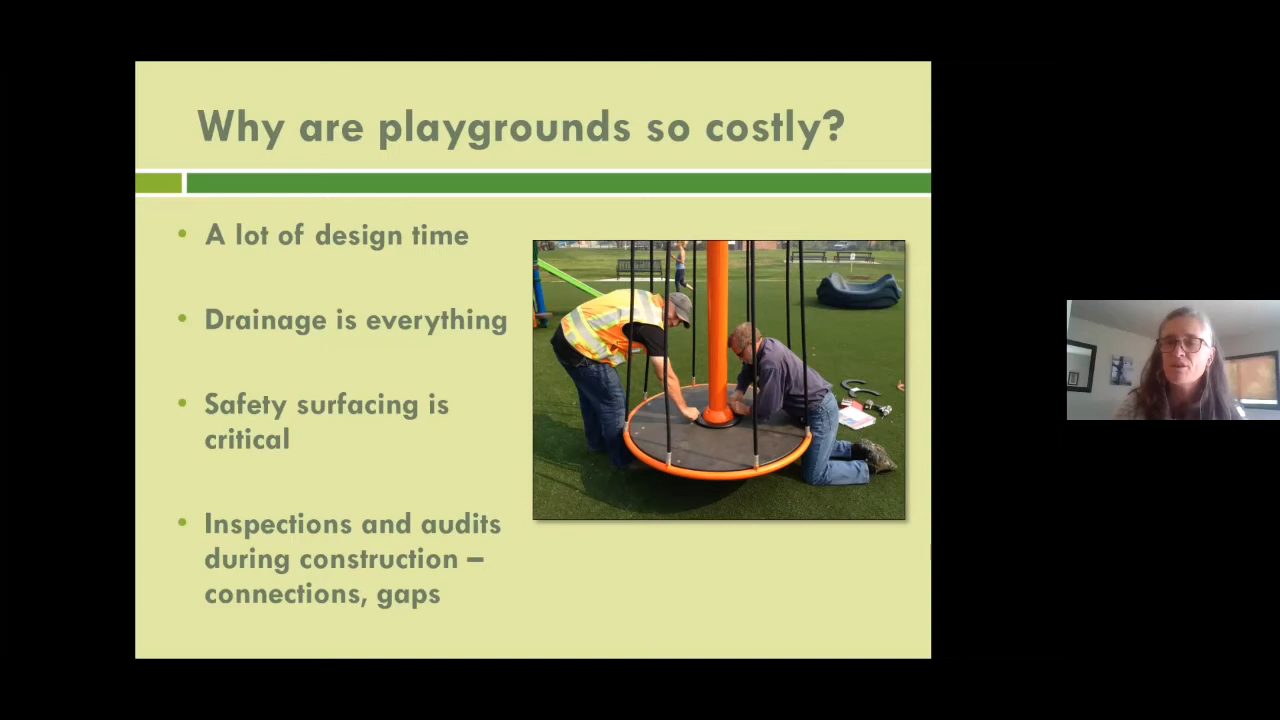 Why are playgrounds so costly?
• A lot of design time
• Drainage is everything
• Safety surfacing is
critical
• Inspections and audits
during construction –
connections, gaps